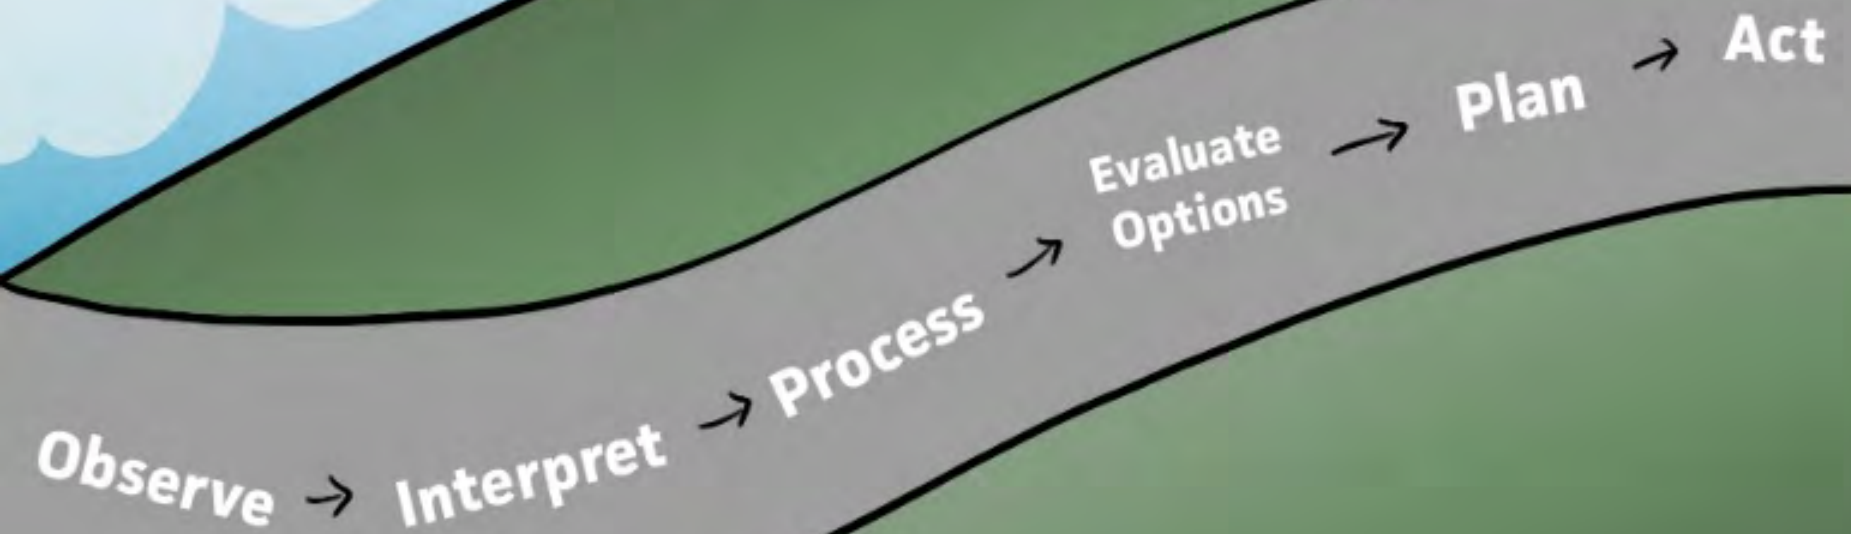 Observe → Interpret → Process → Evaluate
Options → Plan → Act